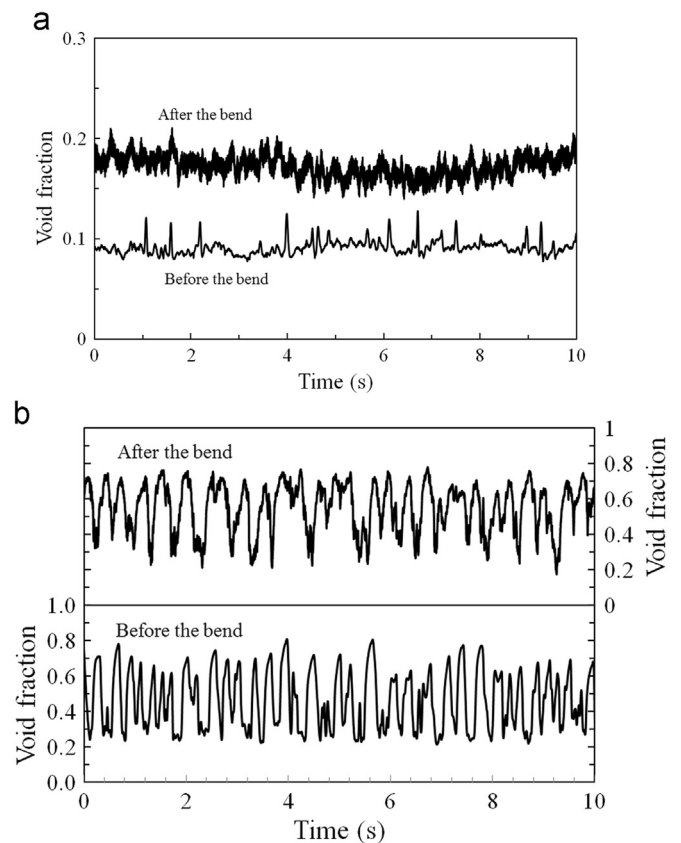 a
0.3
After the bend
0.2
Void fraction
0.1
Before the bend
0
0 2 4 6 8 10
Time (s)
b
1
After the bend
0.8
0.6
Void fraction
0.4
0.2
1.0 0
Before the bend
0.8
0.6
Void fraction
0.4
0.2
0.0
0 2 4 6 8 10
Time (s)